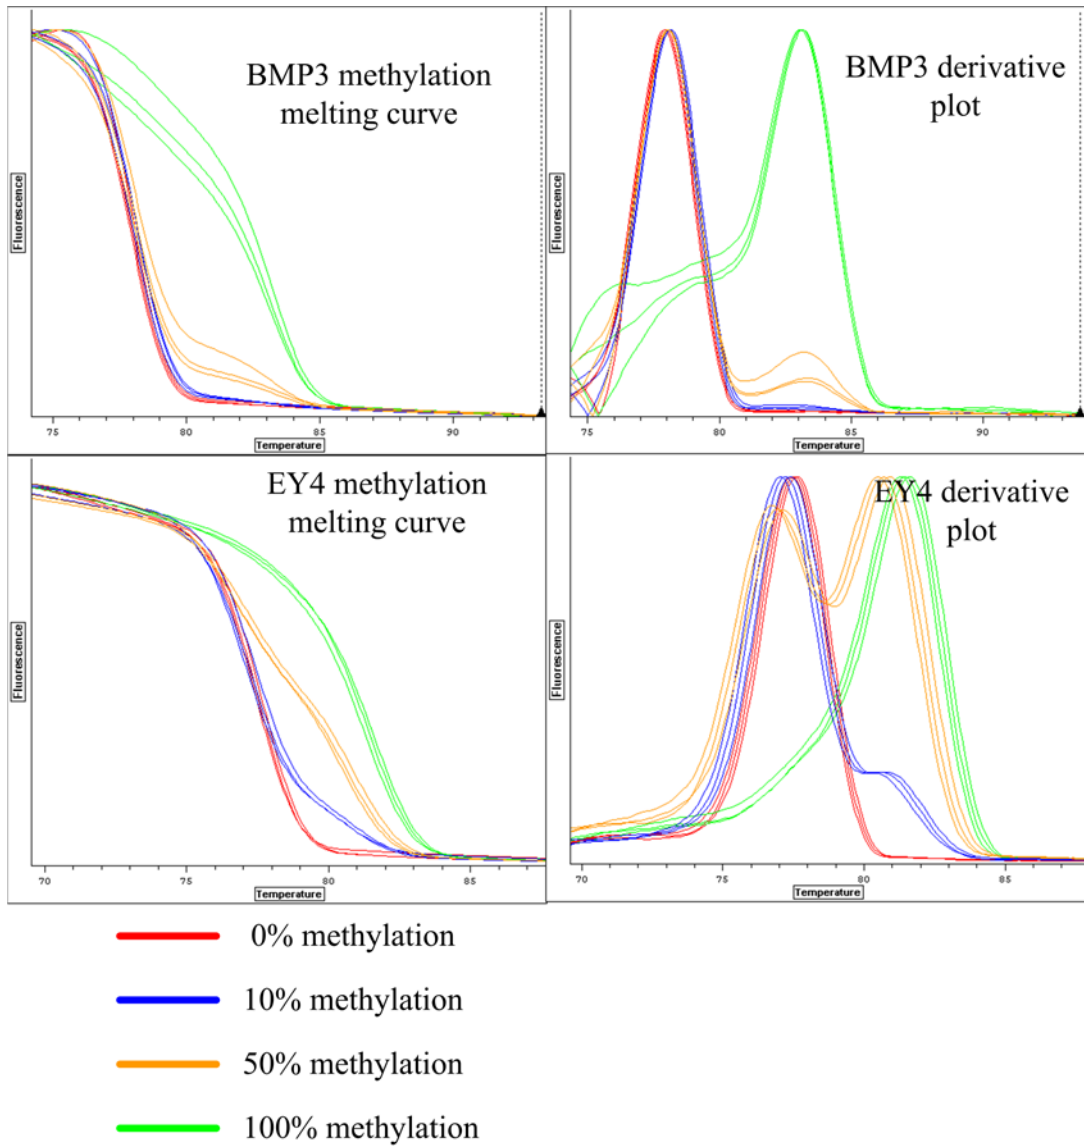 BMP3 methylation
melting curve
Fluorescence
75 80 85 90
Temperature
BMP3 derivative
plot
Fluorescence
75 80 85 90
Temperature
EY4 methylation
melting curve
Fluorescence
70 75 80 85
Temperature
EY4 derivative
plot
Fluorescence
70 75 80 85
Temperature
0% methylation
10% methylation
50% methylation
100% methylation